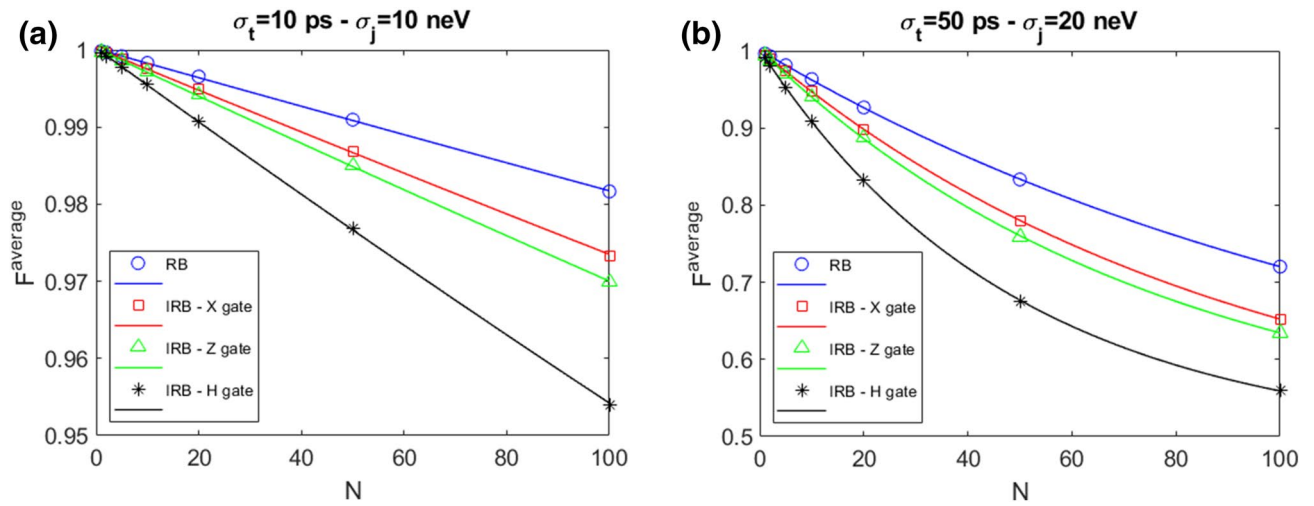 (a)
σt=10 ps - σj=10 neV
Faverage
1
0.99
0.98
0.97
0.96
0.95
RB
IRB - X gate
IRB - Z gate
IRB - H gate
0 20 40 60 80 100
N
(b)
σt=50 ps - σj=20 neV
Faverage
1
0.9
0.8
0.7
0.6
0.5
RB
IRB - X gate
IRB - Z gate
IRB - H gate
0 20 40 60 80 100
N